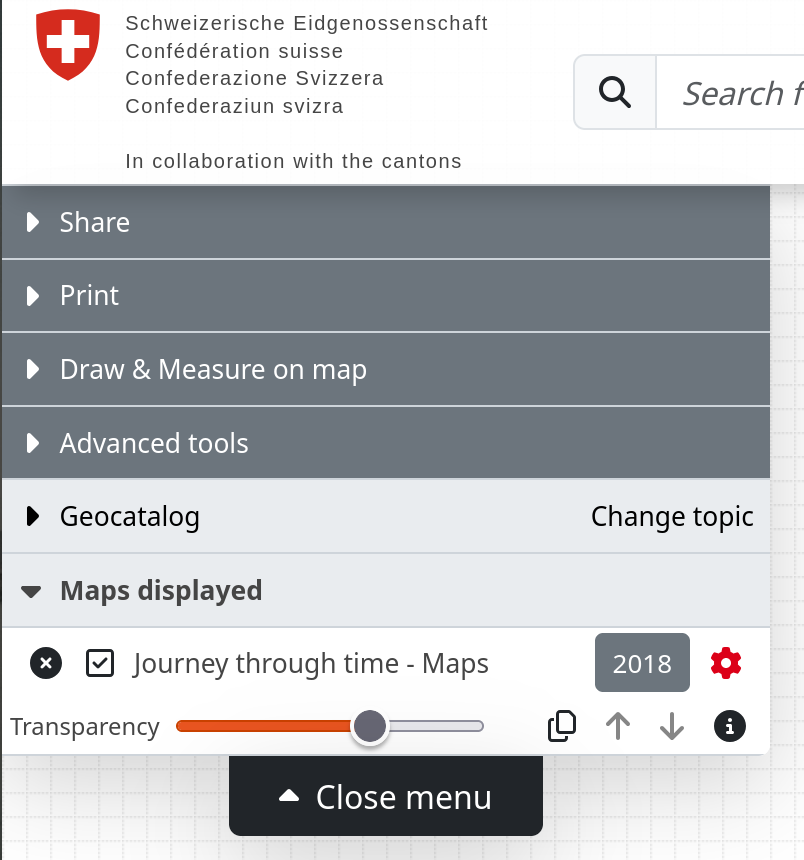 Schweizerische Eidgenossenschaft
Confédération suisse
Confederazione Svizzera
Confederaziun svizra
In collaboration with the cantons
Search f
Share
Print
Draw & Measure on map
Advanced tools
Geocatalog Change topic
Maps displayed
Journey through time - Maps 2018
Transparency
Close menu